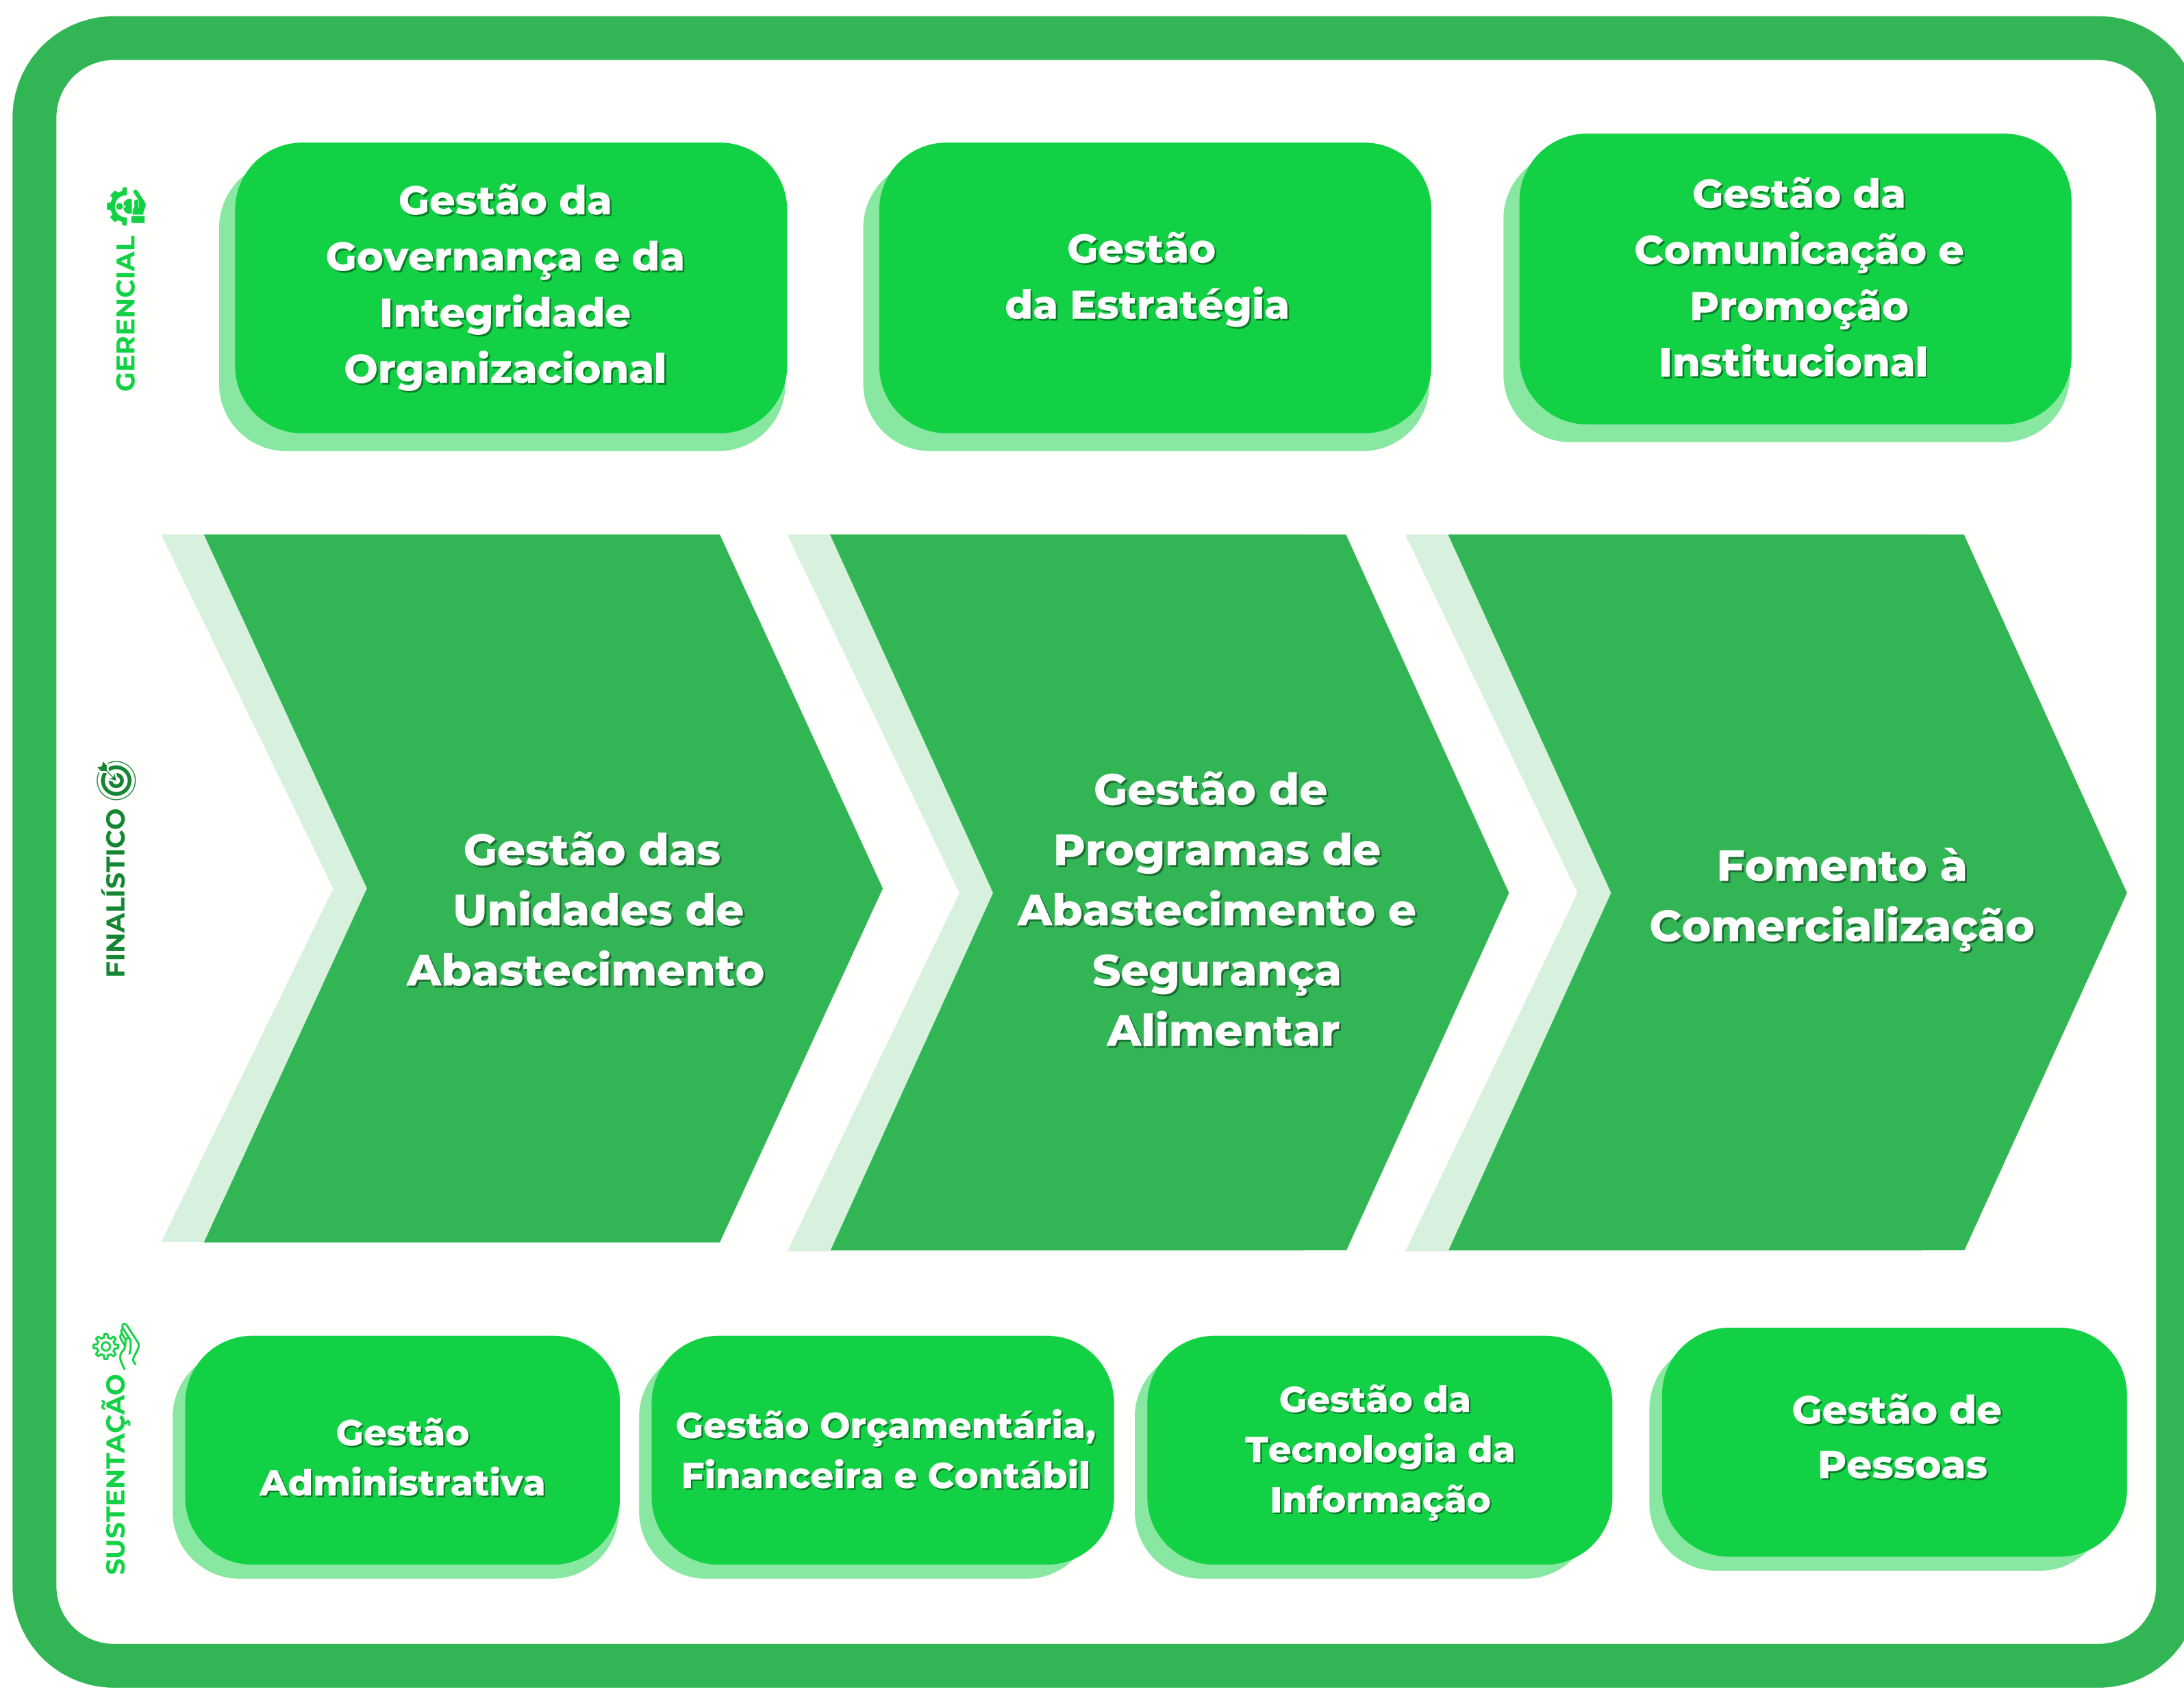 GERENCIAL
Gestão da
Governança e da
Integridade
Organizacional
Gestão
da Estratégia
Gestão da
Comunicação e
Promoção
Institucional
FINALÍSTICO
Gestão das
Unidades de
Abastecimento
Gestão de
Programas de
Abastecimento e
Segurança
Alimentar
Fomento à
Comercialização
SUSTENTAÇÃO
Gestão
Administrativa
Gestão Orçamentária,
Financeira e Contábil
Gestão da
Tecnologia da
Informação
Gestão de
Pessoas